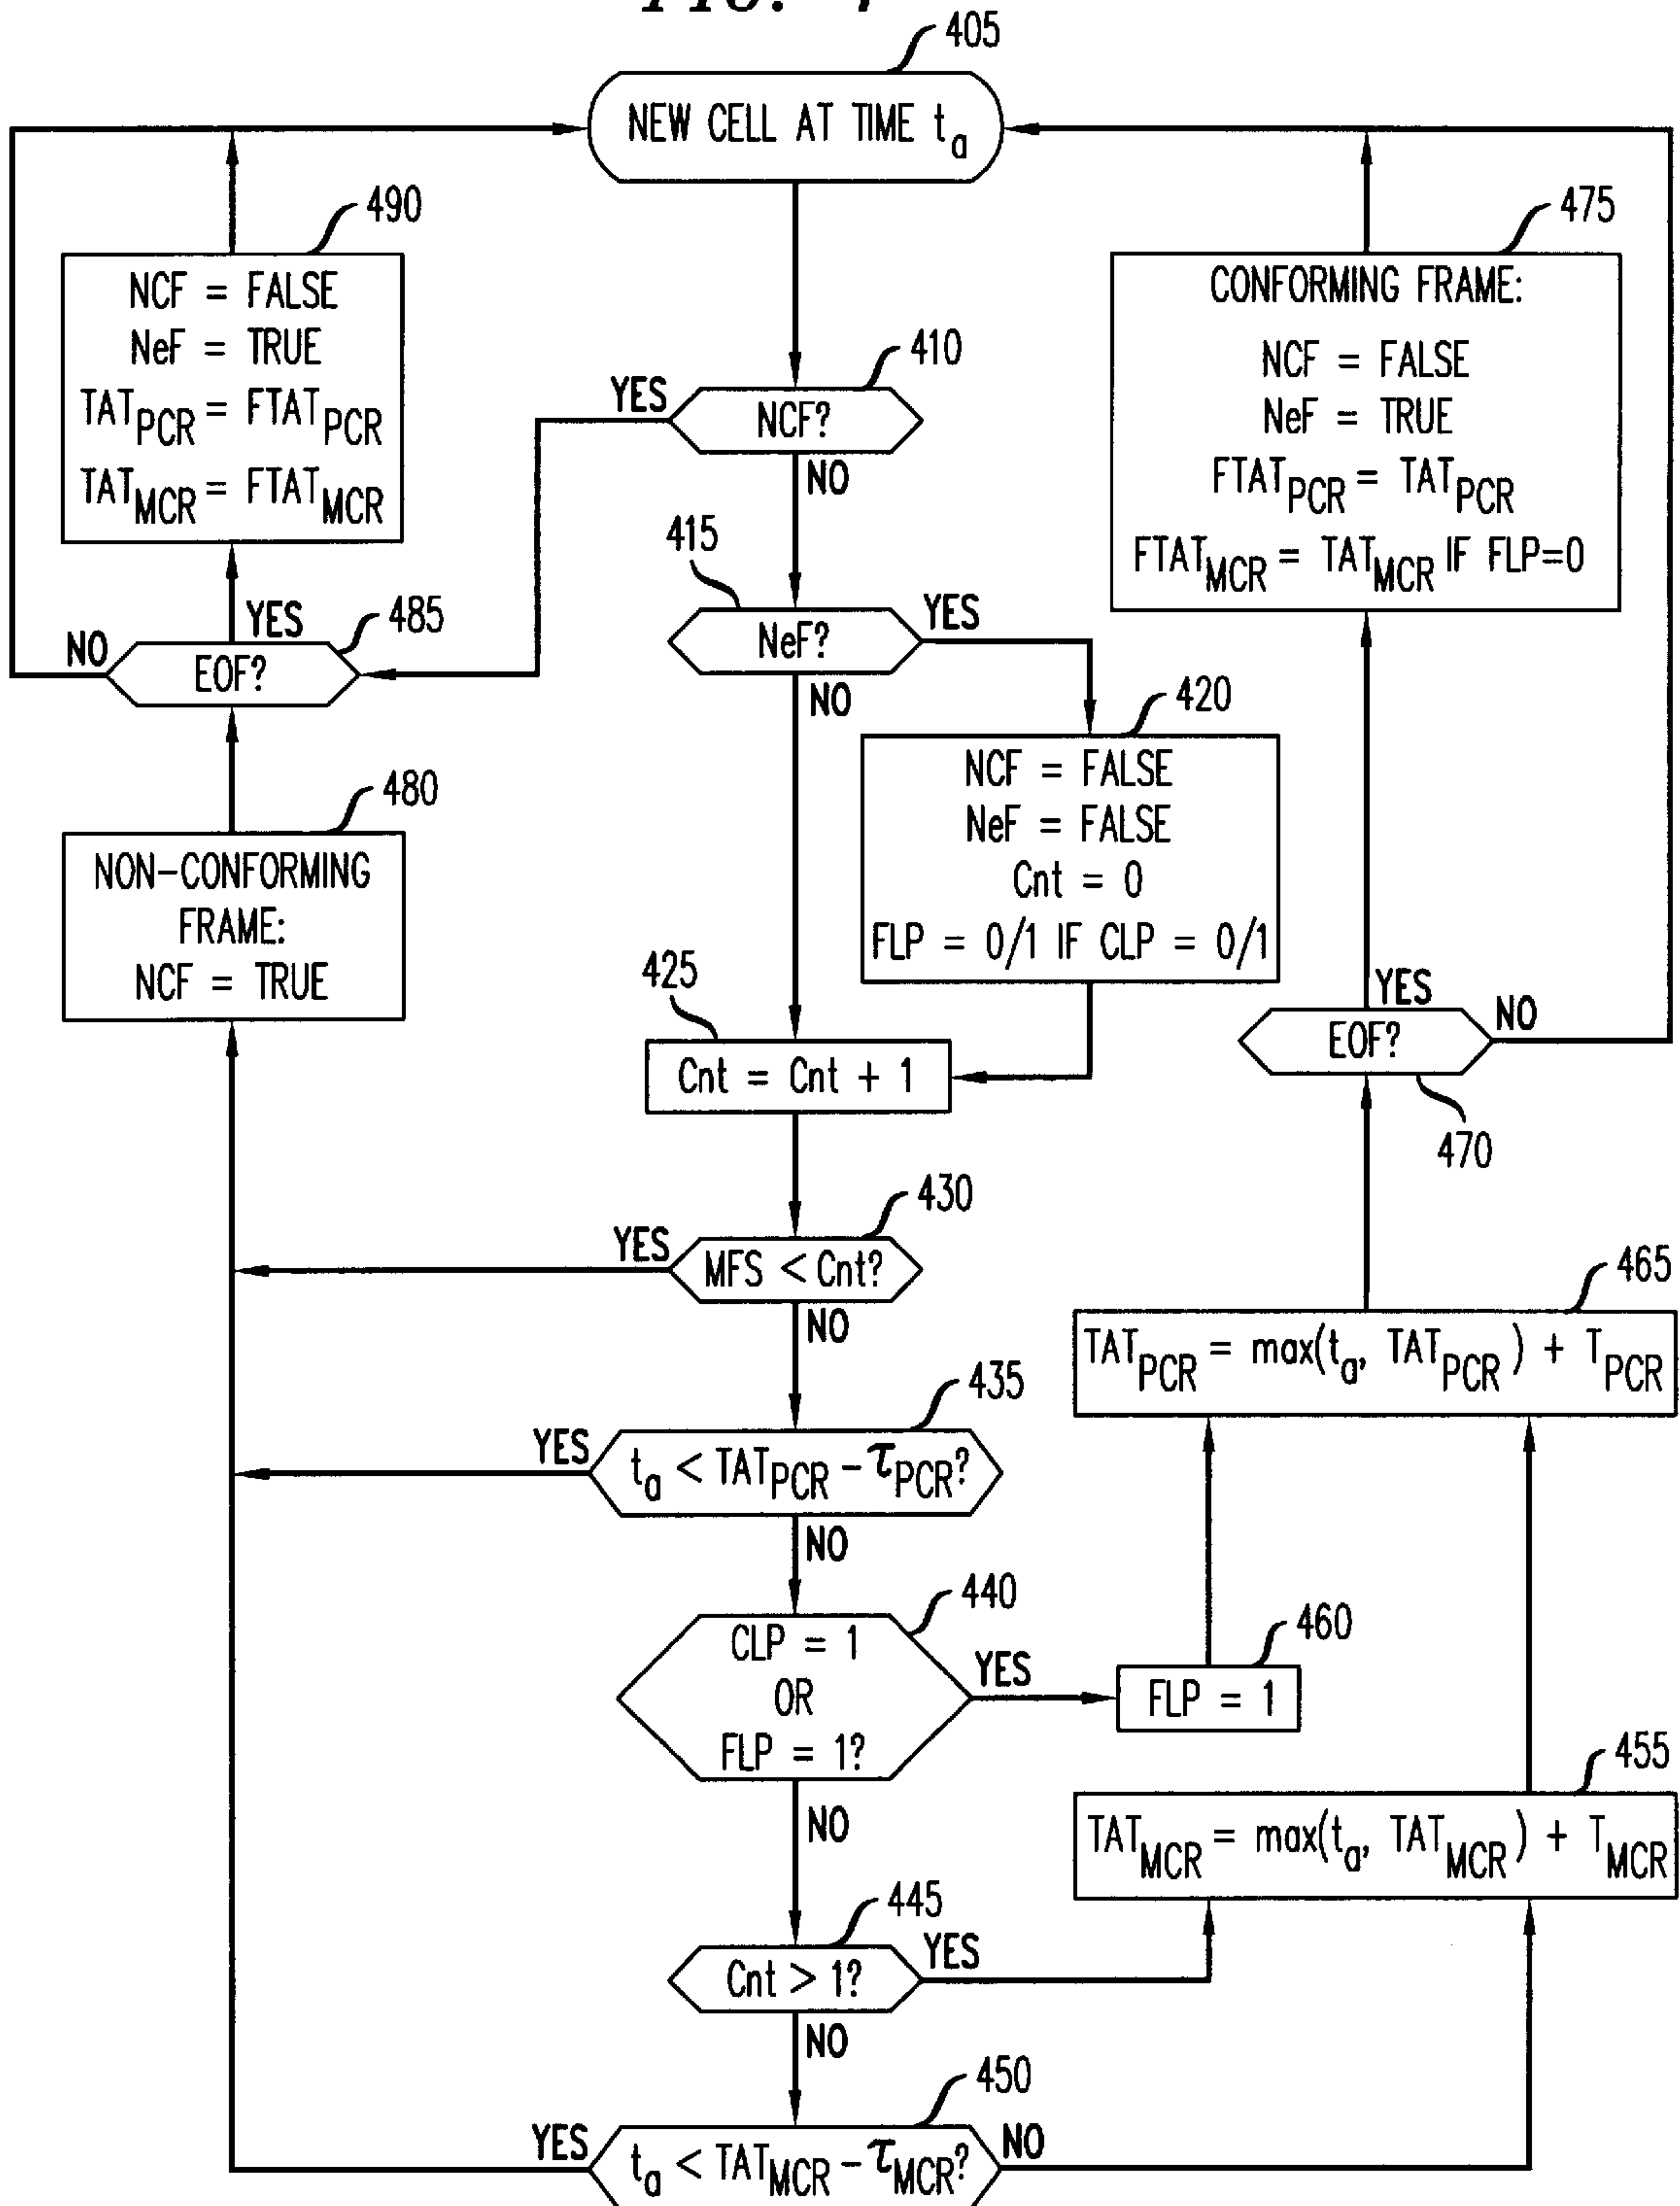 FIG. 4
405
NEW CELL AT TIME ta
490
NCF = FALSE
NeF = TRUE
TATPCR = FTATPCR
TATMCR = FTATMCR
475
CONFORMING FRAME:
NCF = FALSE
NeF = TRUE
FTATPCR = TATPCR
FTATMCR = TATMCR IF FLP=0
410
YES
NCF?
NO
415
NeF?
YES
NO
485
YES
NO
EOF?
420
NCF = FALSE
NeF = FALSE
Cnt = 0
FLP = 0/1 IF CLP = 0/1
480
NON-CONFORMING
FRAME:
NCF = TRUE
425
Cnt = Cnt + 1
YES
NO
EOF?
470
430
YES
MFS < Cnt?
NO
465
TATPCR = max(ta, TATPCR) + TPCR
435
YES
ta < TATPCR - τPCR?
NO
440
CLP = 1
OR
FLP = 1?
YES
NO
460
FLP = 1
455
TATMCR = max(ta, TATMCR) + TMCR
445
Cnt > 1?
YES
NO
450
YES
ta < TATMCR - τMCR?
NO